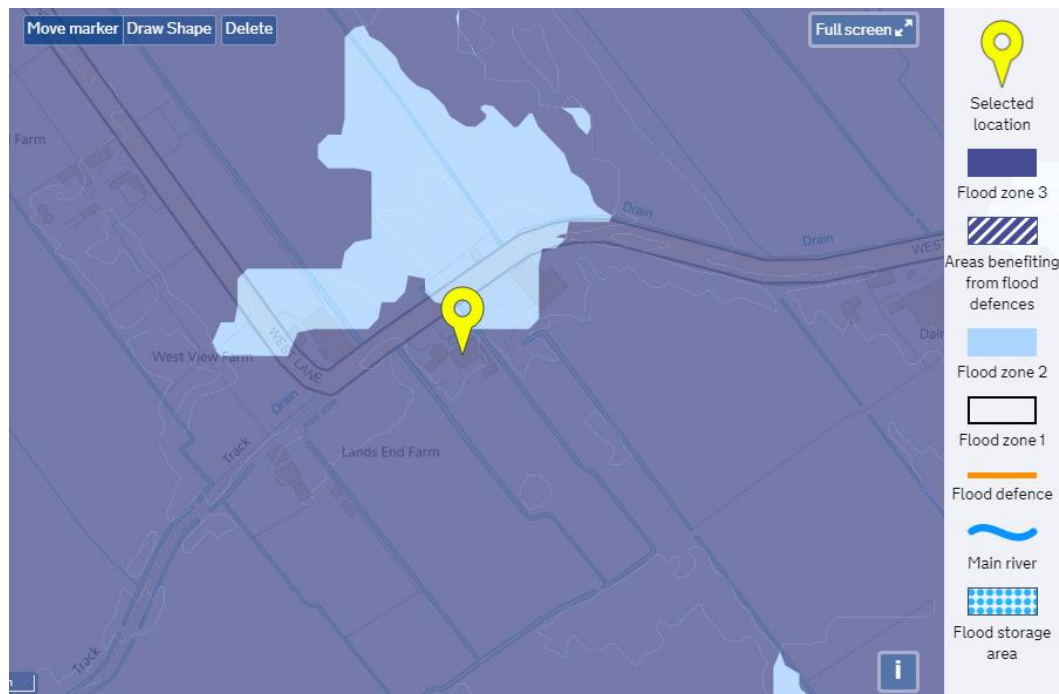 Move marker
Draw Shape
Delete
Full screen
Selected
location
Flood zone 3
Areas benefiting
from flood
defences
Flood zone 2
Flood zone 1
Flood defence
Main river
Flood storage
area
Farm
Drain
Drain
WEST
West View Farm
WEST LANE
Drain
Track
Lands End Farm
Track
i